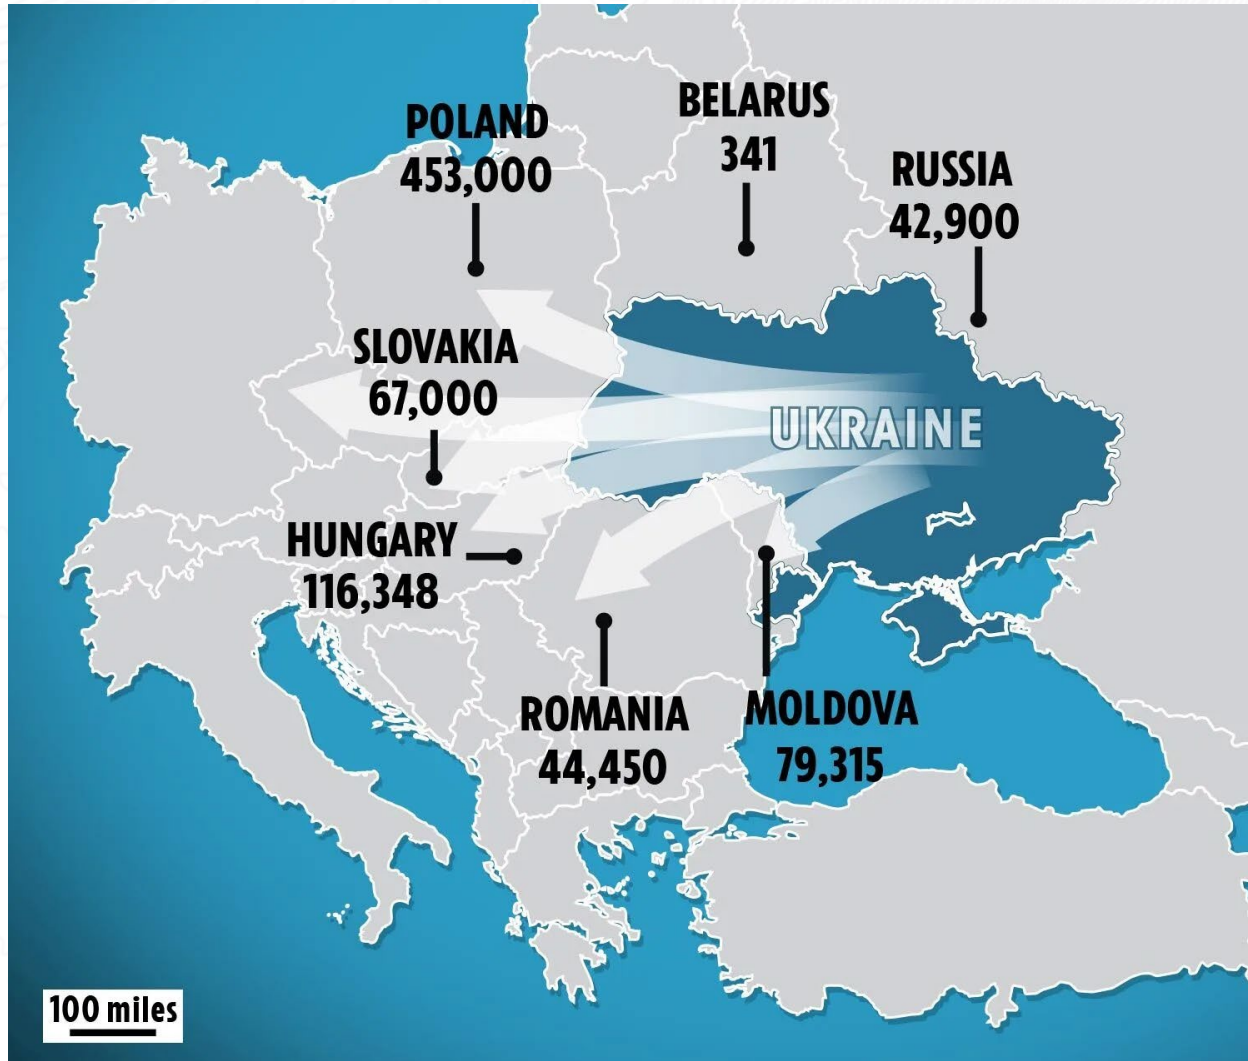 POLAND
453,000
BELARUS
341
RUSSIA
42,900
SLOVAKIA
67,000
UKRAINE
HUNGARY
116,348
ROMANIA
44,450
MOLDOVA
79,315
100 miles